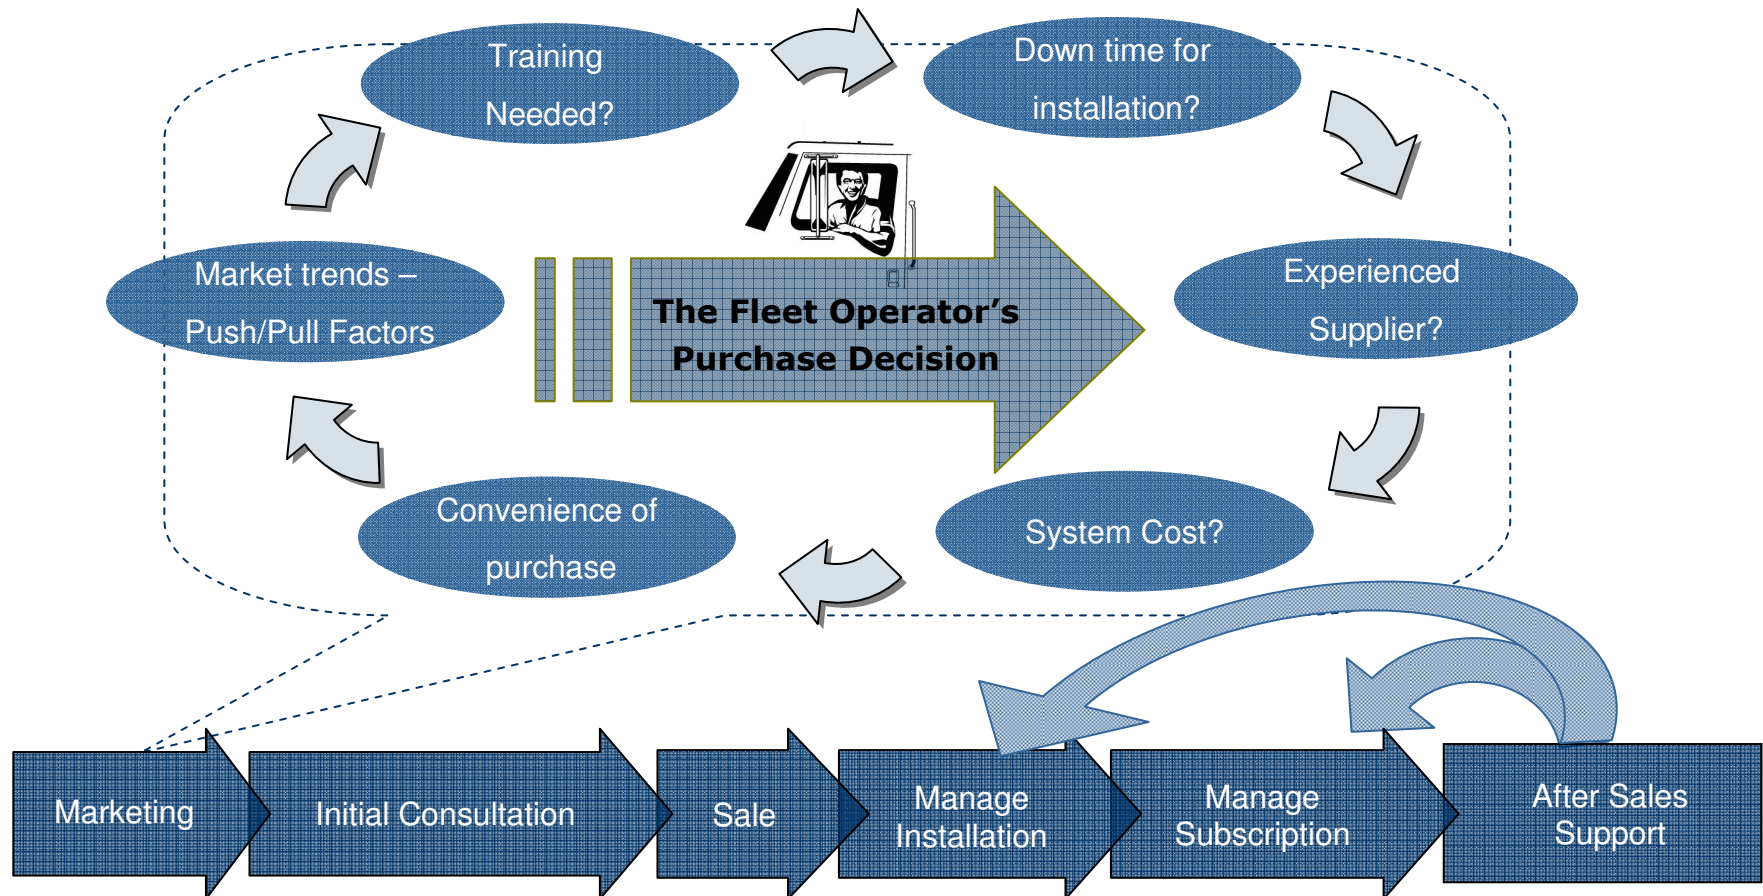 Training
Needed?
Down time for
installation?
Market trends –
Push/Pull Factors
Experienced
Supplier?
The Fleet Operator’s
Purchase Decision
Convenience of
purchase
System Cost?
Marketing
Initial Consultation
Sale
Manage
Installation
Manage
Subscription
After Sales
Support